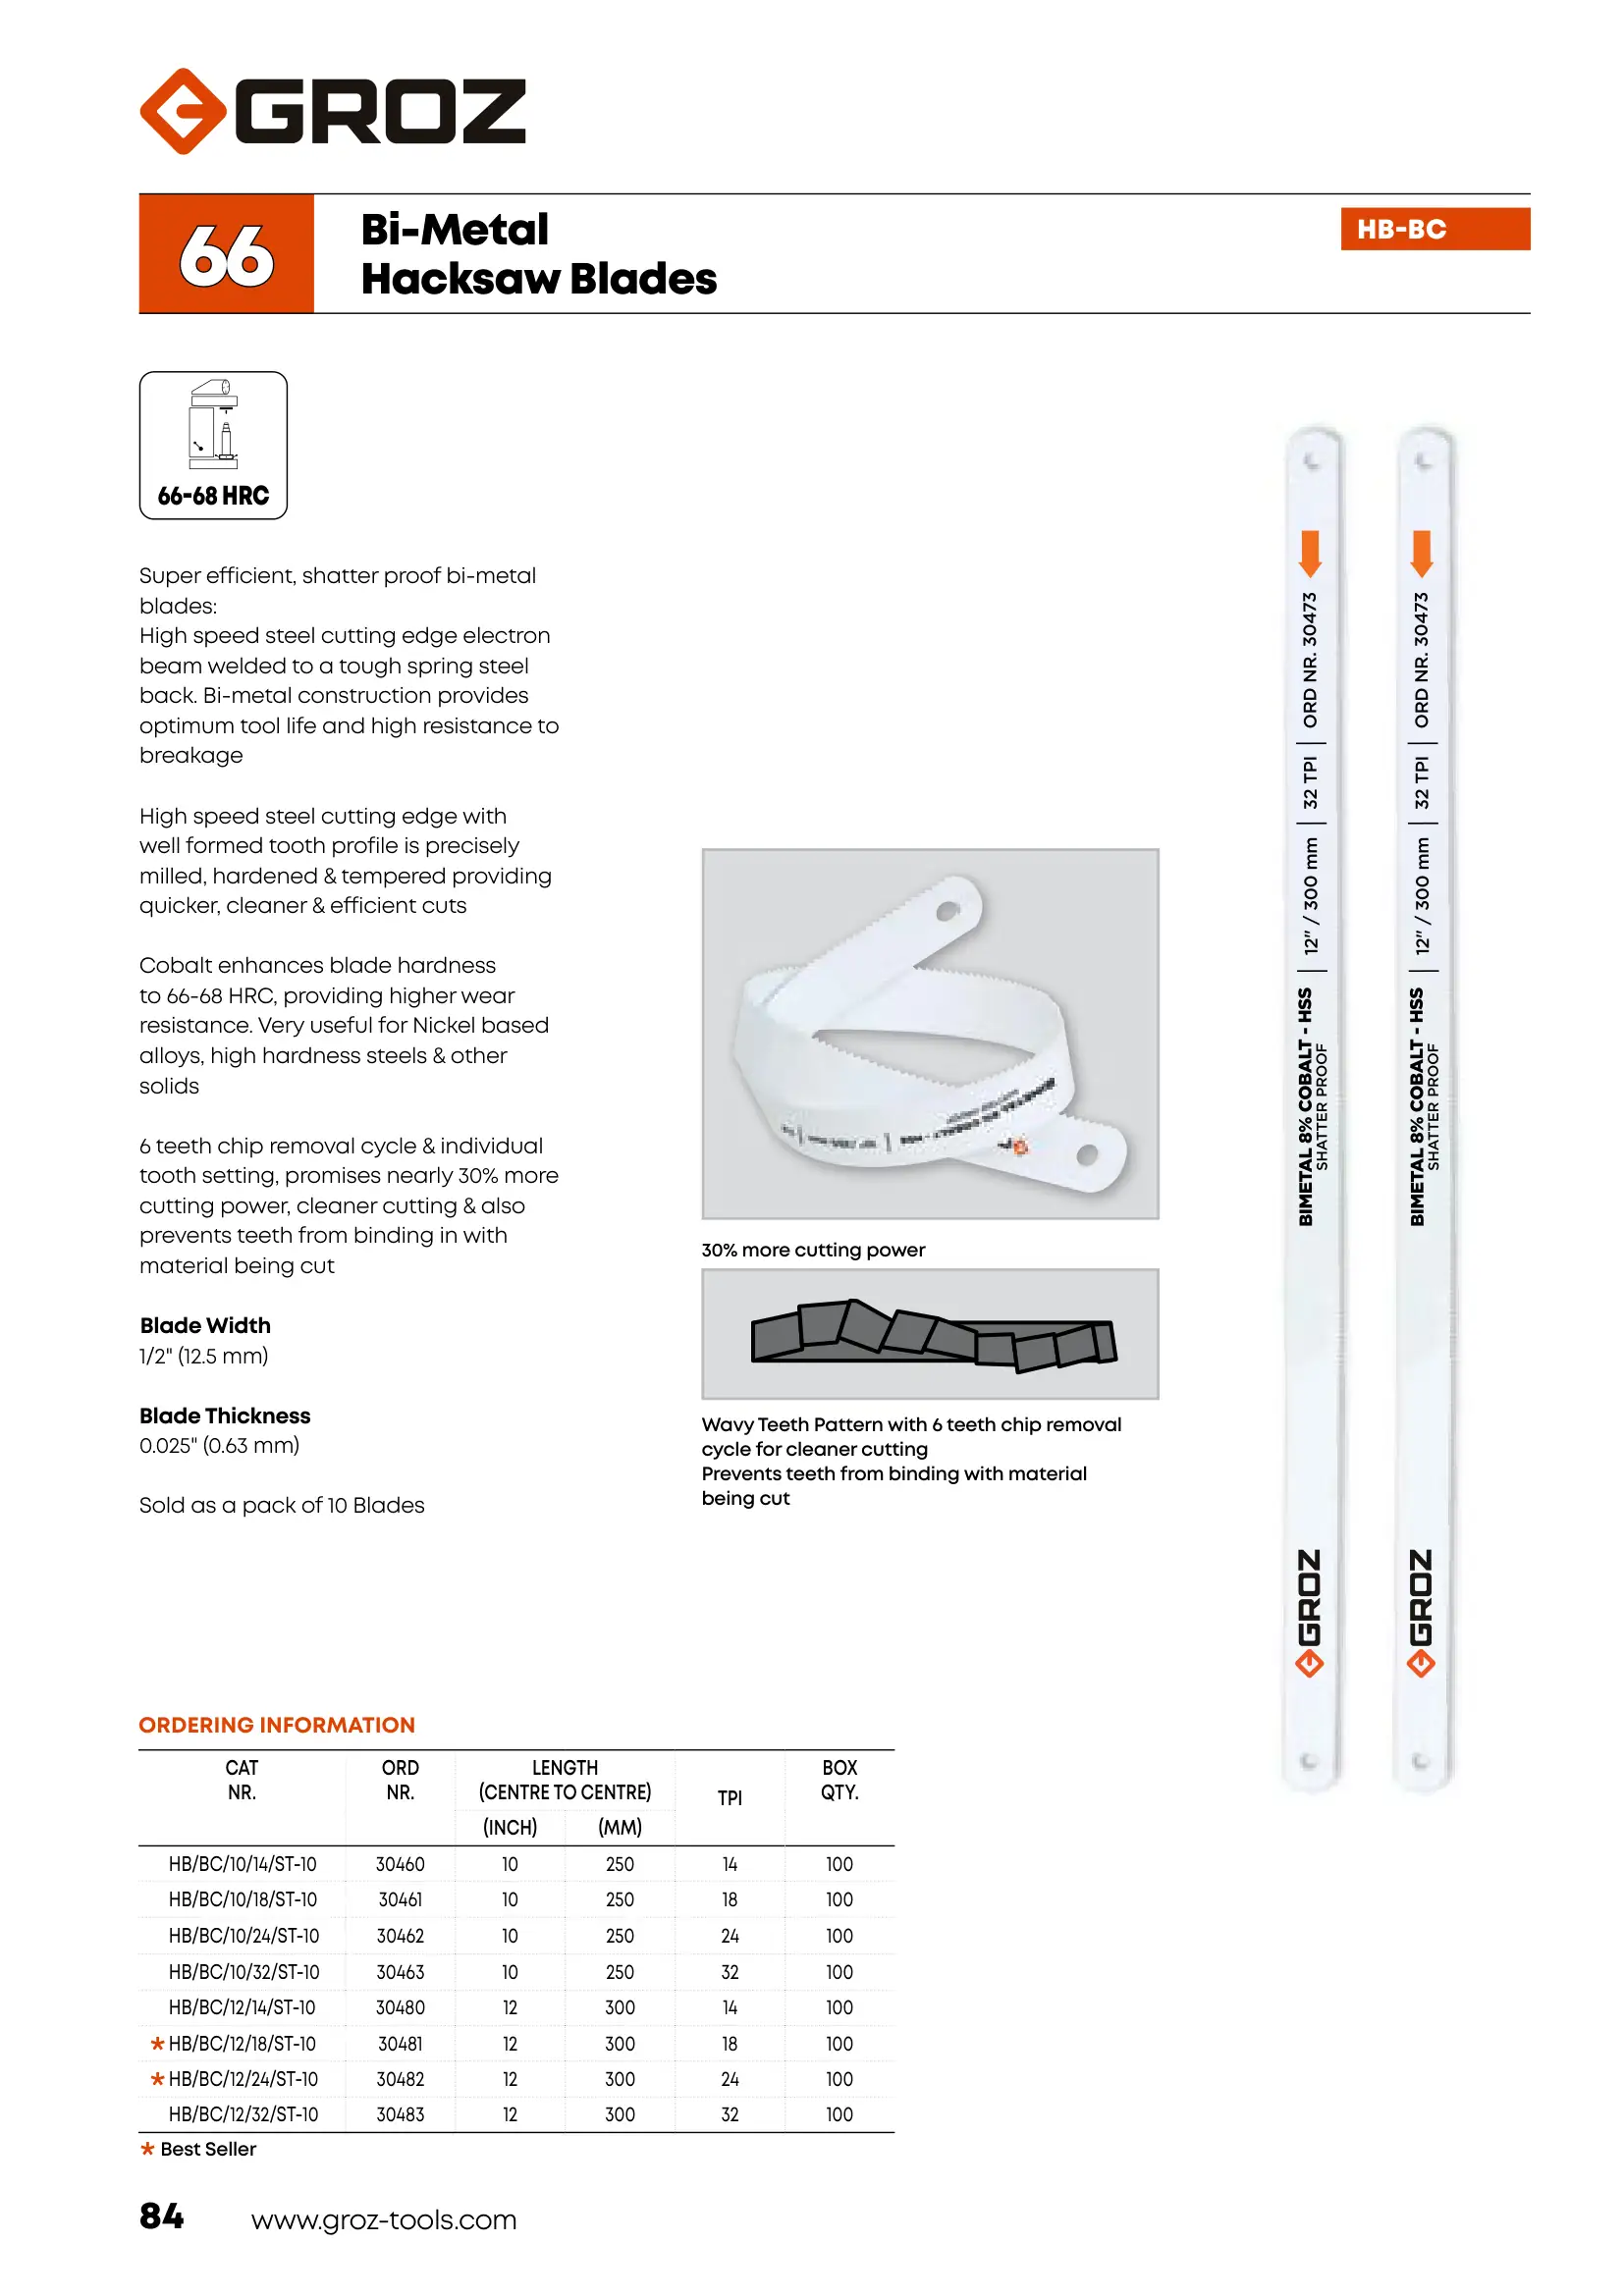 GROZ
66
Bi-Metal
Hacksaw Blades
HB-BC
66-68 HRC
Super efficient, shatter proof bi-metal
blades:
High speed steel cutting edge electron
beam welded to a tough spring steel
back. Bi-metal construction provides
optimum tool life and high resistance to
breakage
High speed steel cutting edge with
well formed tooth profile is precisely
milled, hardened & tempered providing
quicker, cleaner & efficient cuts
Cobalt enhances blade hardness
to 66-68 HRC, providing higher wear
resistance. Very useful for Nickel based
alloys, high hardness steels & other
solids
6 teeth chip removal cycle & individual
tooth setting, promises nearly 30% more
cutting power, cleaner cutting & also
prevents teeth from binding in with
material being cut
Blade Width
1/2" (12.5 mm)
Blade Thickness
0.025" (0.63 mm)
Sold as a pack of 10 Blades
30% more cutting power
Wavy Teeth Pattern with 6 teeth chip removal
cycle for cleaner cutting
Prevents teeth from binding with material
being cut
GROZ BIMETAL 8% COBALT - HSS | 12" / 300 mm | 32 TPI | ORD NR. 30473
SHATTER PROOF
GROZ BIMETAL 8% COBALT - HSS | 12" / 300 mm | 32 TPI | ORD NR. 30473
SHATTER PROOF
ORDERING INFORMATION
CAT ORD LENGTH BOX
NR. NR. (CENTRE TO CENTRE) TPI QTY.
(INCH) (MM)
HB/BC/10/14/ST-10 30460 10 250 14 100
HB/BC/10/18/ST-10 30461 10 250 18 100
HB/BC/10/24/ST-10 30462 10 250 24 100
HB/BC/10/32/ST-10 30463 10 250 32 100
HB/BC/12/14/ST-10 30480 12 300 14 100
* HB/BC/12/18/ST-10 30481 12 300 18 100
* HB/BC/12/24/ST-10 30482 12 300 24 100
HB/BC/12/32/ST-10 30483 12 300 32 100
* Best Seller
84 www.groz-tools.com